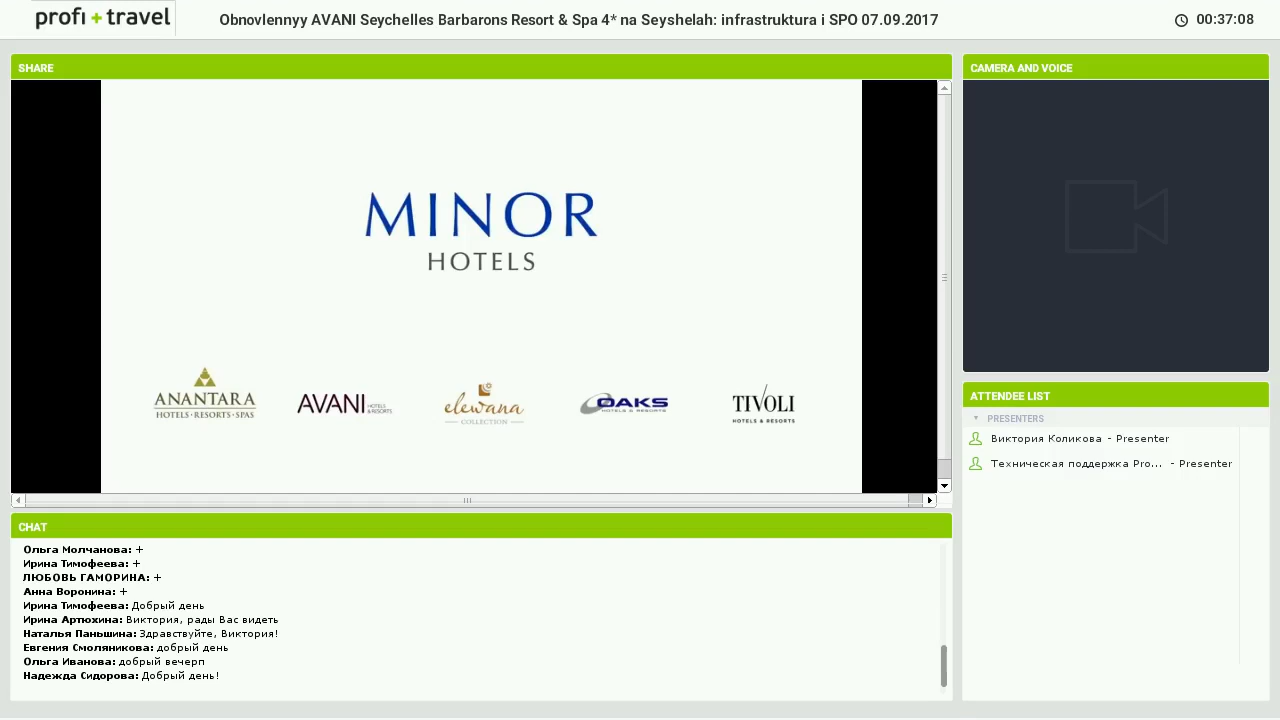 profi + travel
Obnovlennyy AVANI Seychelles Barbarons Resort & Spa 4* na Seyshelah: infrastruktura i SPO 07.09.2017
00:37:08
SHARE
MINOR
HOTELS
ANANTARA
HOTELS · RESORTS · SPAS
AVANI HOTELS & RESORTS
elewana
COLLECTION
OAKS
HOTELS & RESORTS
TIVOLI
HOTELS & RESORTS
CAMERA AND VOICE
ATTENDEE LIST
PRESENTERS
Виктория Коликова - Presenter
Техническая поддержка Pro... - Presenter
CHAT
Ольга Молчанова: +
Ирина Тимофеева: +
ЛЮБОВЬ ГАМОРИНА: +
Анна Воронина: +
Ирина Тимофеева: Добрый день
Ирина Артюхина: Виктория, рады Вас видеть
Наталья Паньшина: Здравствуйте, Виктория!
Евгения Смоляникова: добрый день
Ольга Иванова: добрый вечерп
Надежда Сидорова: Добрый день!